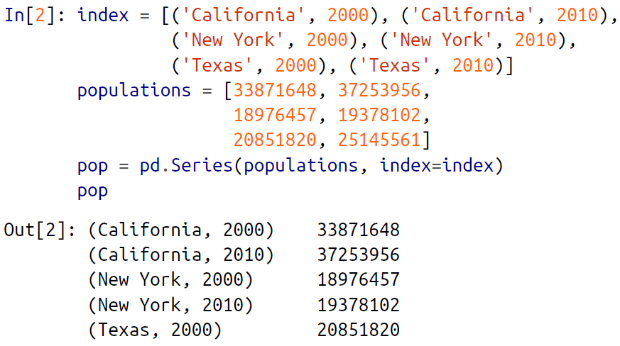 In[2]: index = [('California', 2000), ('California', 2010),
('New York', 2000), ('New York', 2010),
('Texas', 2000), ('Texas', 2010)]
populations = [33871648, 37253956,
18976457, 19378102,
20851820, 25145561]
pop = pd.Series(populations, index=index)
pop
Out[2]: (California, 2000) 33871648
(California, 2010) 37253956
(New York, 2000) 18976457
(New York, 2010) 19378102
(Texas, 2000) 20851820